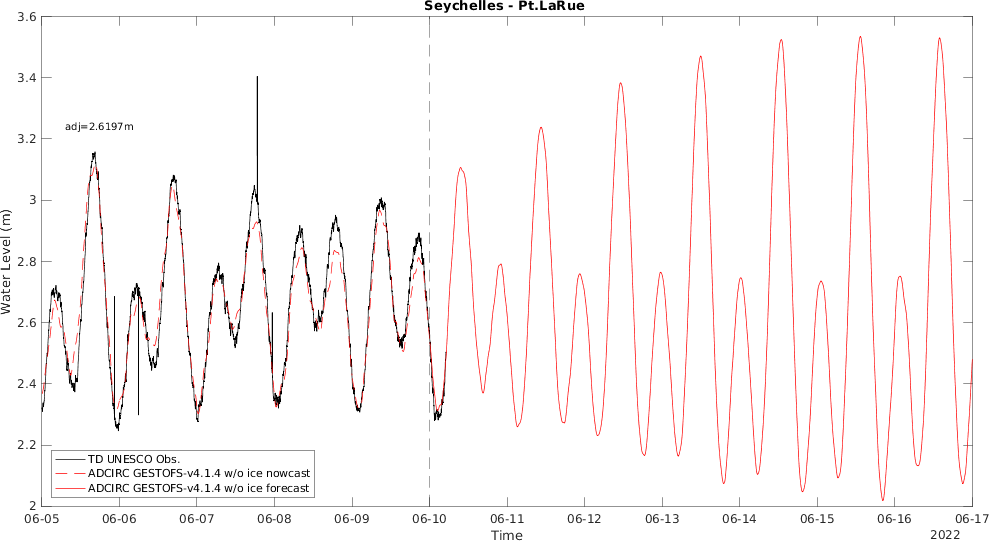 Seychelles - Pt.LaRue
3.6
3.4
3.2
3
2.8
2.6
2.4
2.2
2
Water Level (m)
adj=2.6197m
TD UNESCO Obs.
ADCIRC GESTOFS-v4.1.4 w/o ice nowcast
ADCIRC GESTOFS-v4.1.4 w/o ice forecast
06-05 06-06 06-07 06-08 06-09 06-10 06-11 06-12 06-13 06-14 06-15 06-16 06-17
Time
2022